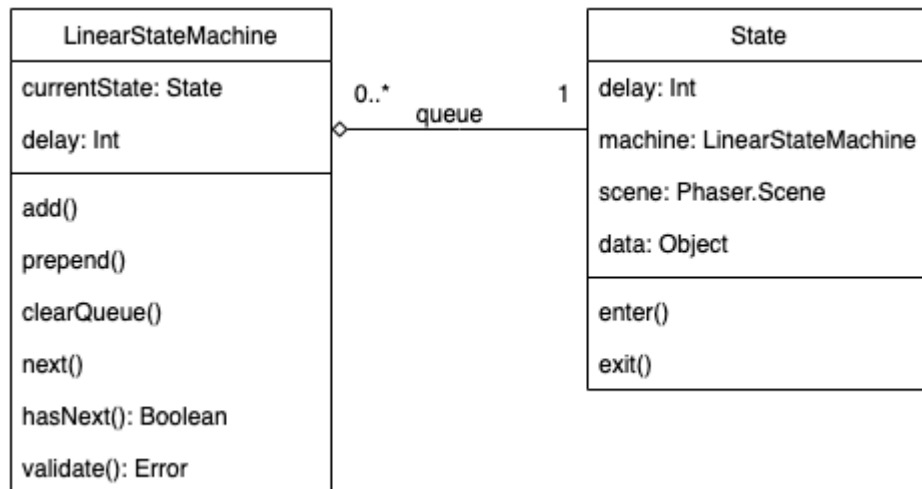 LinearStateMachine
currentState: State
delay: Int
add()
prepend()
clearQueue()
next()
hasNext(): Boolean
validate(): Error
0..*
queue
1
State
delay: Int
machine: LinearStateMachine
scene: Phaser.Scene
data: Object
enter()
exit()